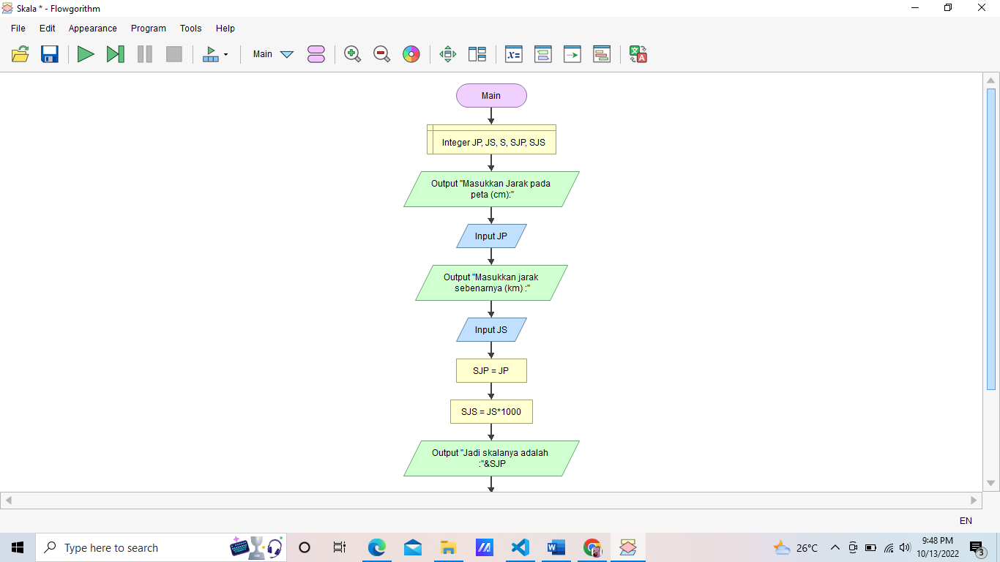 Skala * - Flowgorithm
File Edit Appearance Program Tools Help
Main
x=
A
Main
Integer JP, JS, S, SJP, SJS
Output "Masukkan Jarak pada
peta (cm):"
Input JP
Output "Masukkan jarak
sebenarnya (km) :"
Input JS
SJP = JP
SJS = JS*1000
Output "Jadi skalanya adalah
:"&SJP
EN
Type here to search
26°C
9:48 PM
10/13/2022
3